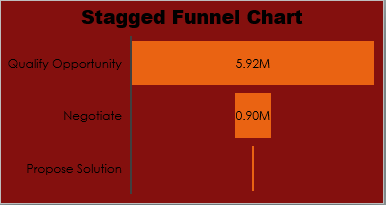 Stagged Funnel Chart
Qualify Opportunity 5.92M
Negotiate 0.90M
Propose Solution